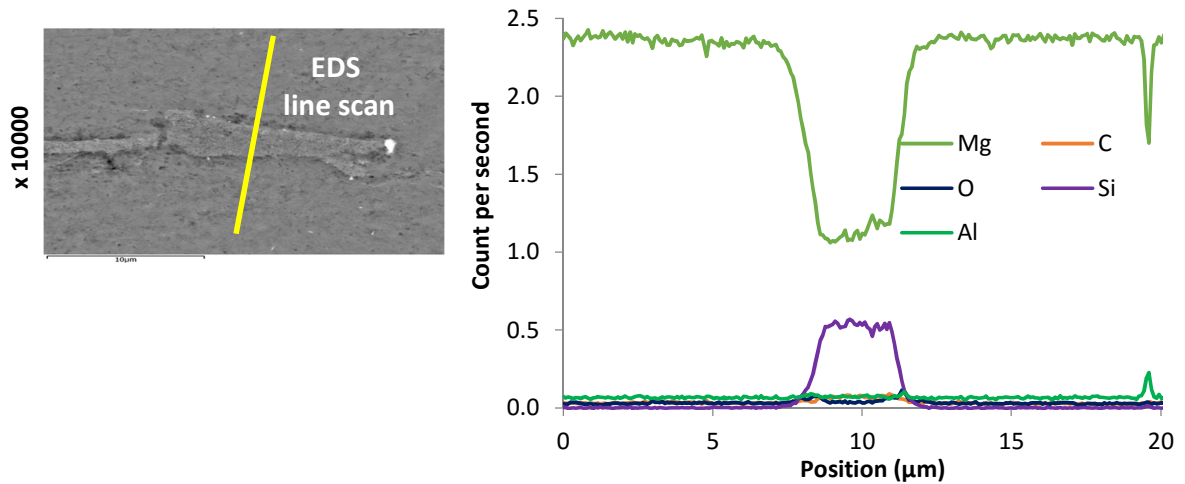 x 10000
EDS
line scan
10µm
Count per second
2.5
2.0
1.5
1.0
0.5
0.0
0 5 10 15 20
Position (µm)
Mg C
O Si
Al